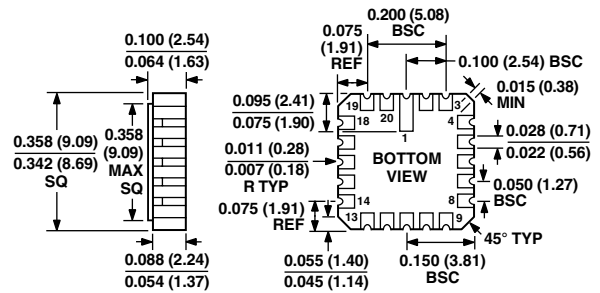 0.200 (5.08)
BSC
0.075
(1.91)
REF
0.100 (2.54)
0.064 (1.63)
0.100 (2.54) BSC
0.015 (0.38)
MIN
0.095 (2.41)
0.075 (1.90)
19
20
3
18
4
1
0.358 (9.09)
0.342 (8.69)
SQ
0.358
(9.09)
MAX
SQ
0.011 (0.28)
0.007 (0.18)
R TYP
0.028 (0.71)
0.022 (0.56)
BOTTOM
VIEW
0.050 (1.27)
BSC
0.075 (1.91)
REF
14
8
13
9
45° TYP
0.088 (2.24)
0.054 (1.37)
0.055 (1.40)
0.045 (1.14)
0.150 (3.81)
BSC